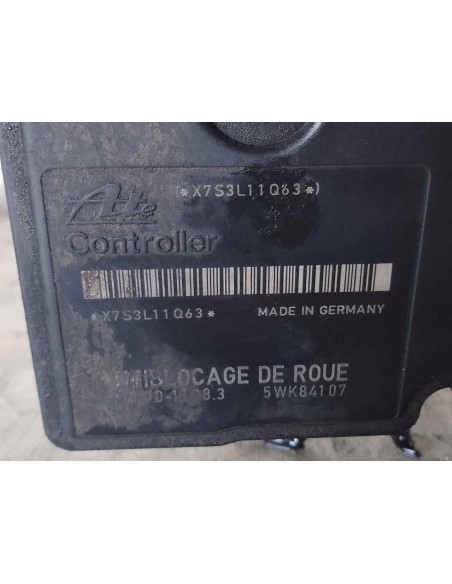 (*X7S3L11Q63*)
Ate
Controller
*X7S3L11Q63* MADE IN GERMANY
DE ROUE
5WK84107